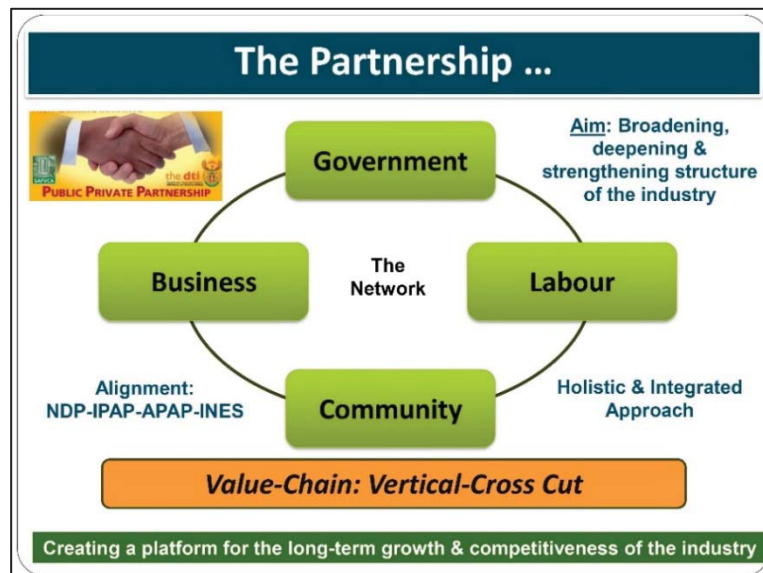 The Partnership ...
the dti
PUBLIC PRIVATE PARTNERSHIP
Government
Aim: Broadening,
deepening &
strengthening structure
of the industry
Business
The
Network
Labour
Alignment:
NDP-IPAP-APAP-INES
Community
Holistic & Integrated
Approach
Value-Chain: Vertical-Cross Cut
Creating a platform for the long-term growth & competitiveness of the industry